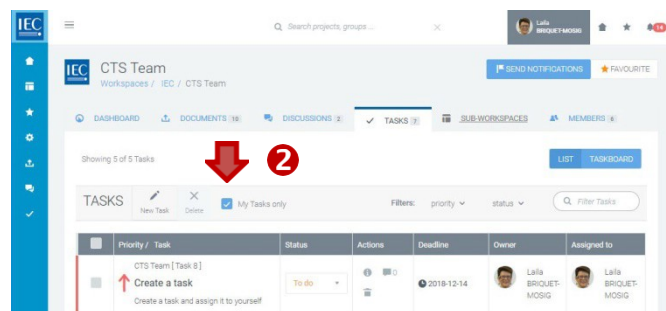 IEC
Search projects, groups ...
Laila
BRIQUET-MOSIG
14
IEC
CTS Team
Workspaces / IEC / CTS Team
SEND NOTIFICATIONS
FAVOURITE
DASHBOARD
DOCUMENTS 10
DISCUSSIONS 2
TASKS 7
SUB-WORKSPACES
MEMBERS 6
Showing 5 of 5 Tasks
2
LIST
TASKBOARD
TASKS
New Task
Delete
My Tasks only
Filters:
priority
status
Filter Tasks
Priority / Task
Status
Actions
Deadline
Owner
Assigned to
CTS Team [ Task 8 ]
Create a task
Create a task and assign it to yourself
To do
0
2018-12-14
Laila
BRIQUET-
MOSIG
Laila
BRIQUET-
MOSIG